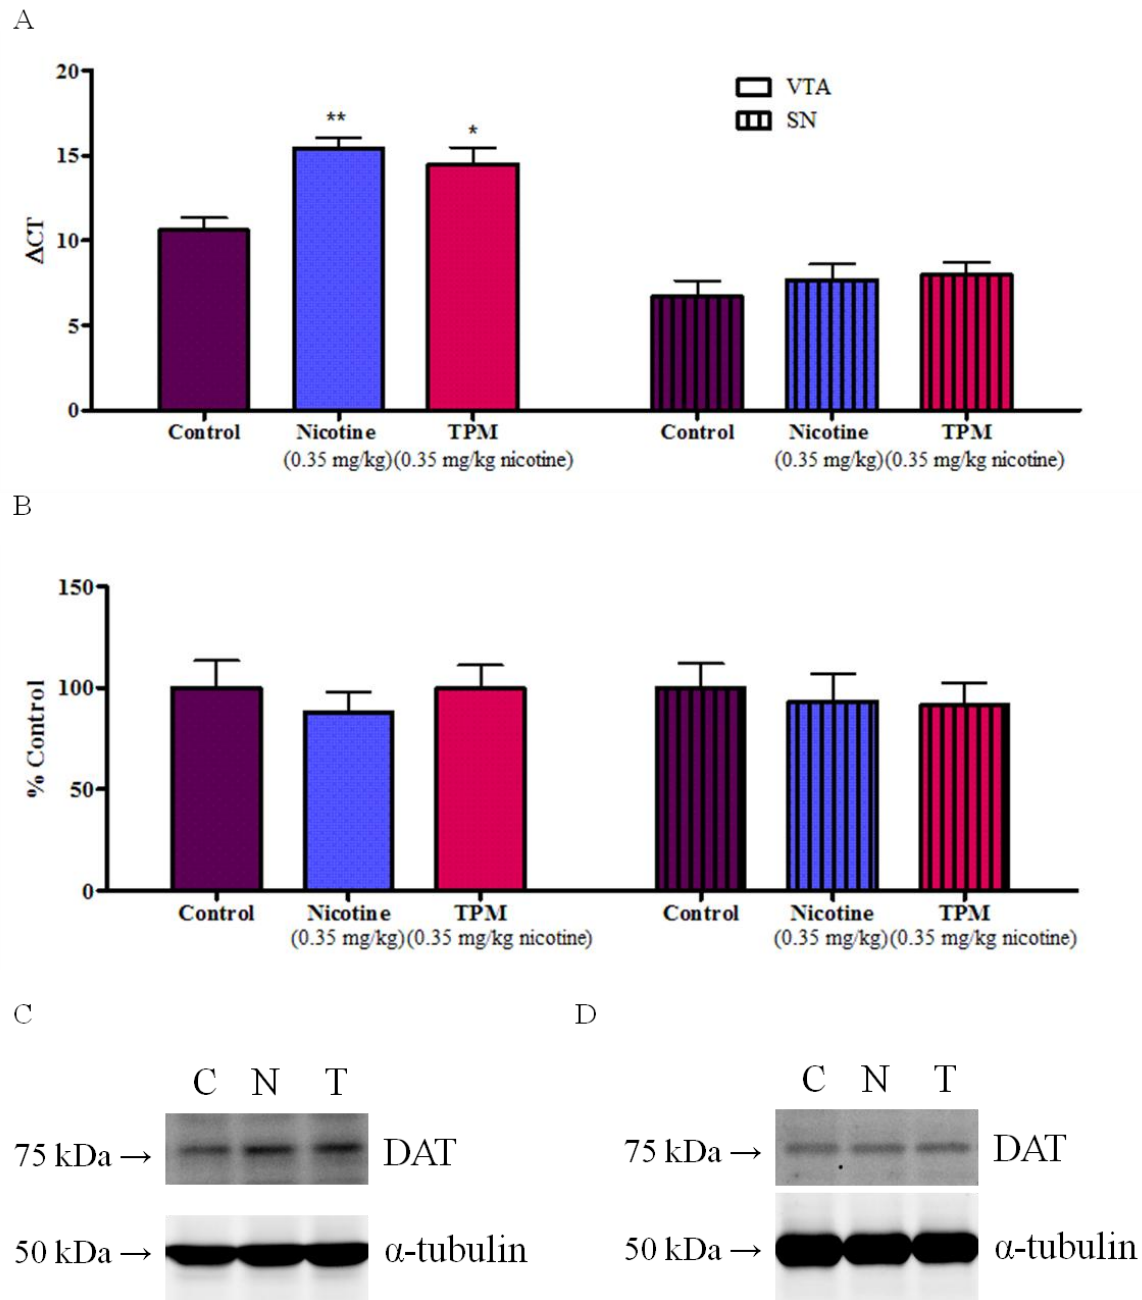 A
20
15
10
5
0
ΔCT
** *
VTA
SN
Control Nicotine TPM Control Nicotine TPM
(0.35 mg/kg) (0.35 mg/kg nicotine) (0.35 mg/kg) (0.35 mg/kg nicotine)
B
150
100
50
0
% Control
Control Nicotine TPM Control Nicotine TPM
(0.35 mg/kg) (0.35 mg/kg nicotine) (0.35 mg/kg) (0.35 mg/kg nicotine)
C
C N T
75 kDa → DAT
50 kDa → α-tubulin
D
C N T
75 kDa → DAT
50 kDa → α-tubulin